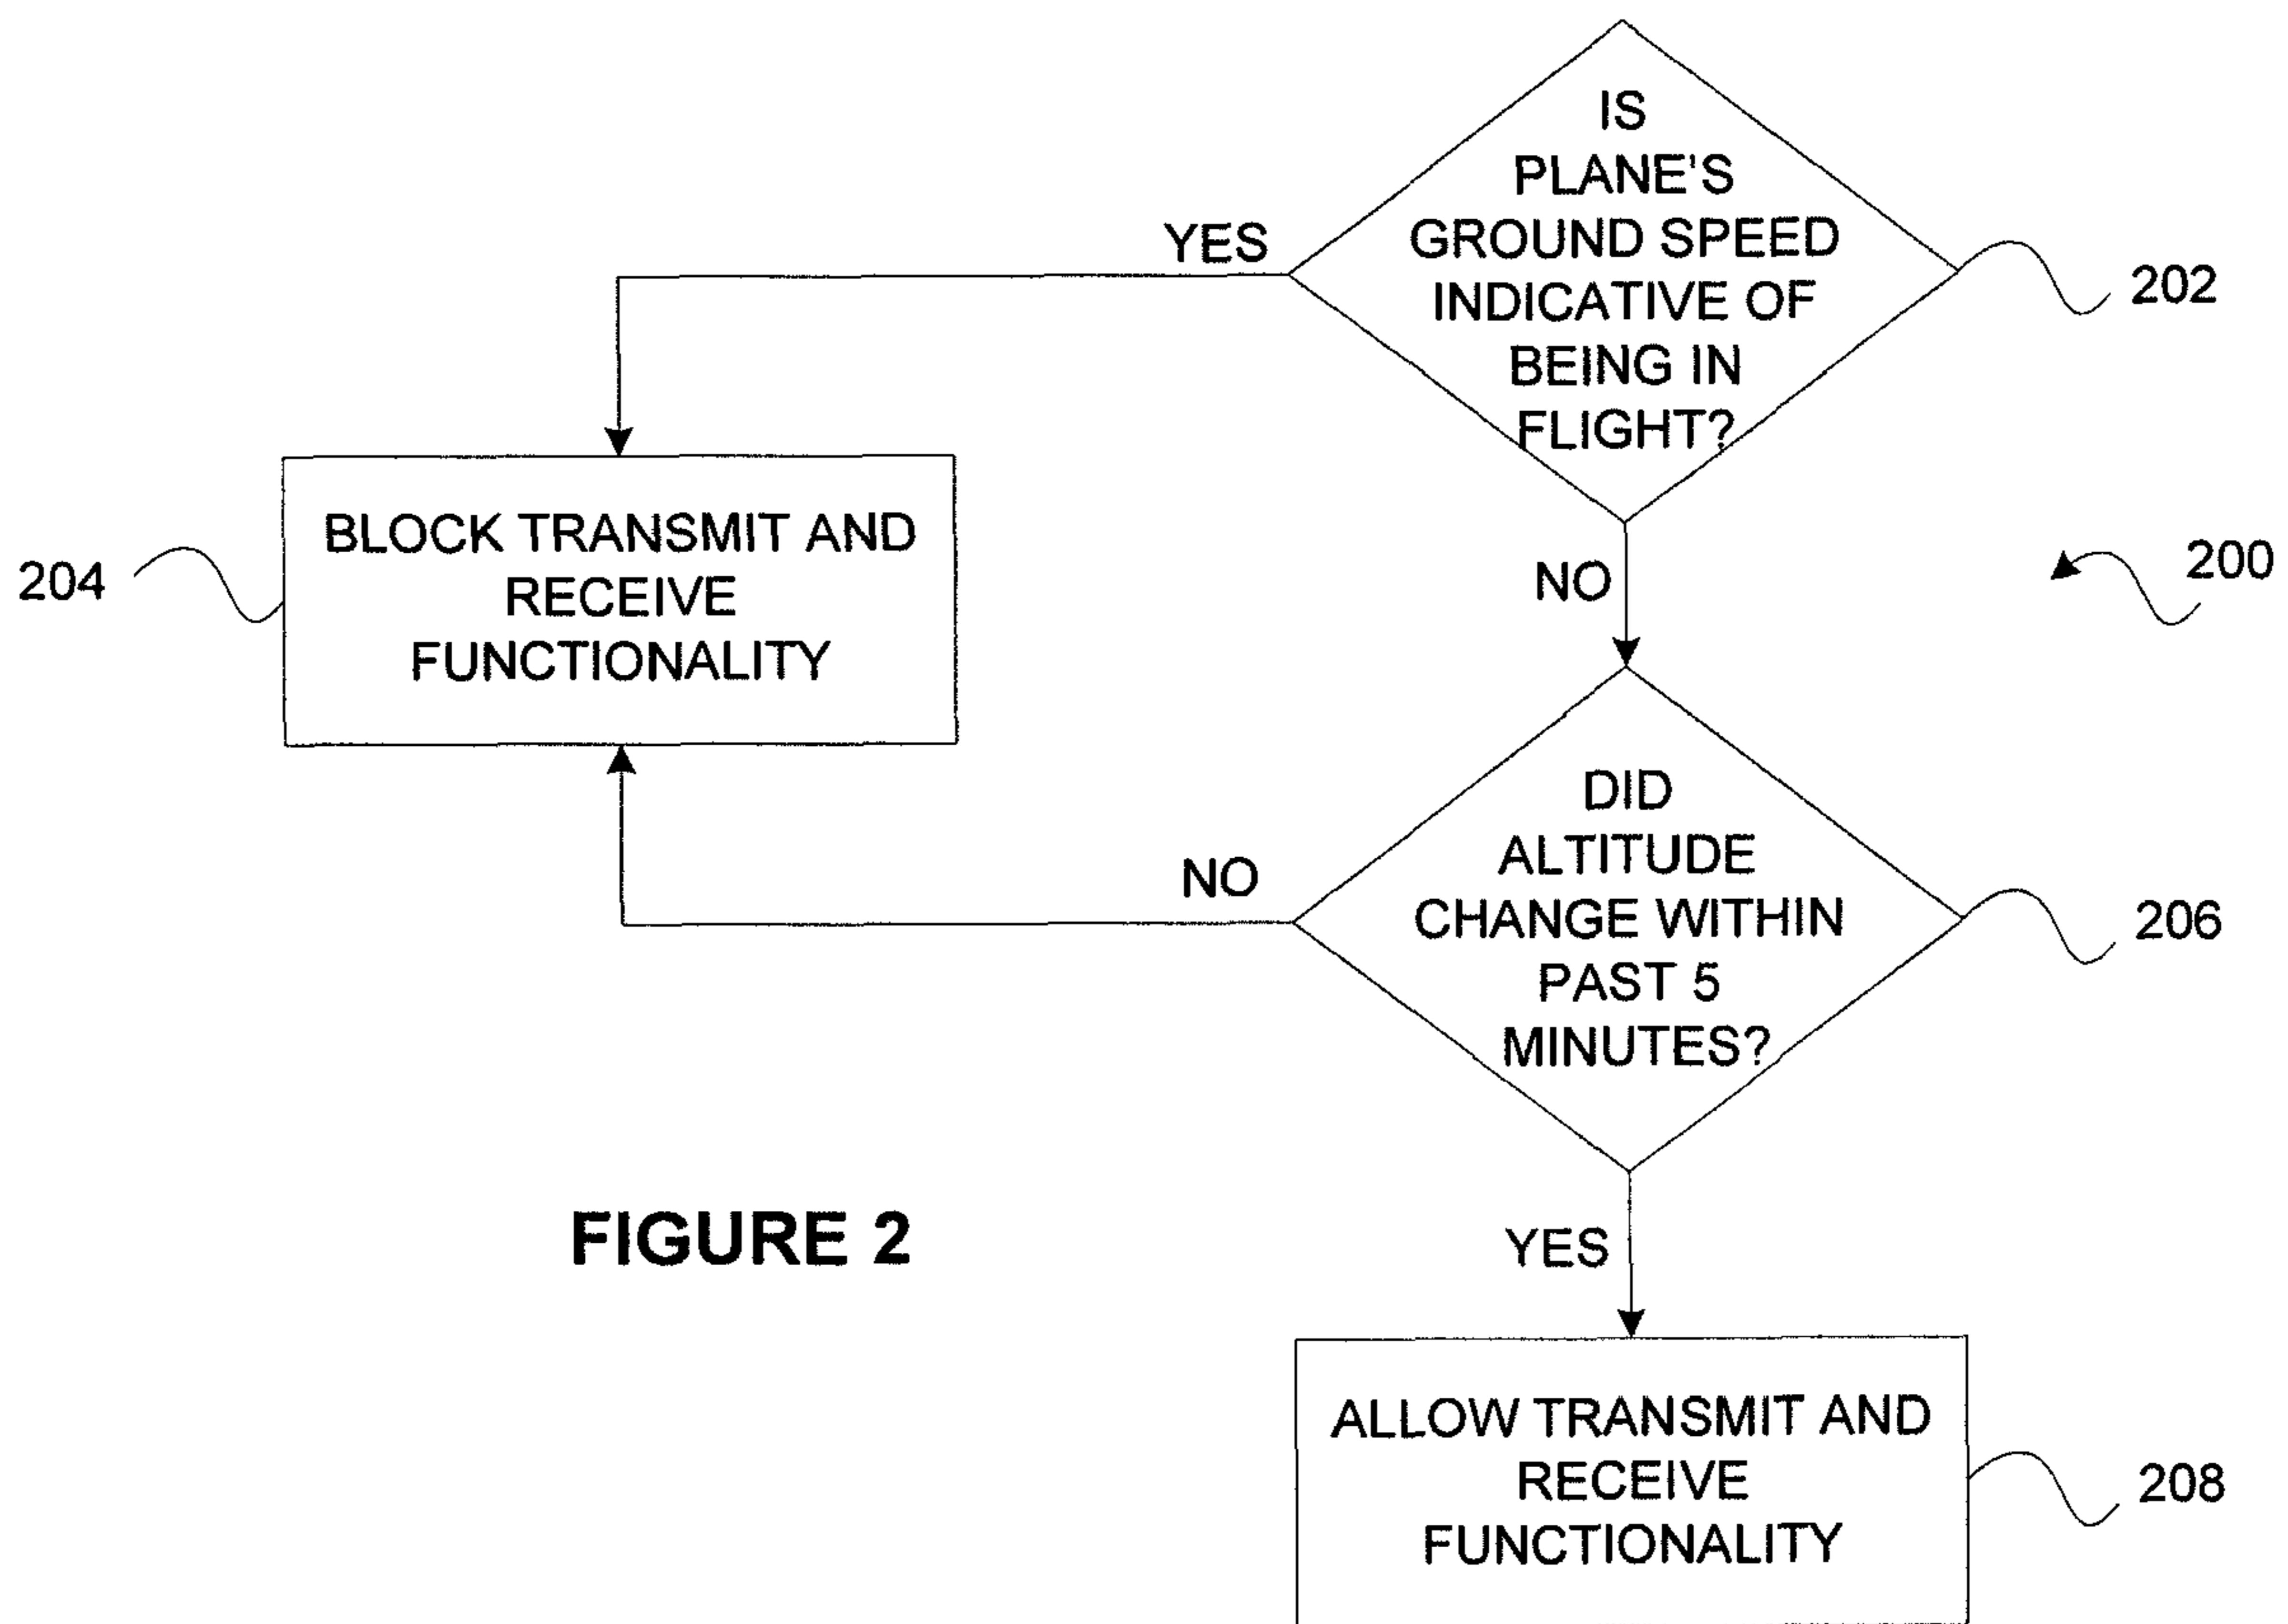 IS
PLANE'S
GROUND SPEED
INDICATIVE OF
BEING IN
FLIGHT?
202
YES
NO
BLOCK TRANSMIT AND
RECEIVE
FUNCTIONALITY
204
200
DID
ALTITUDE
CHANGE WITHIN
PAST 5
MINUTES?
206
NO
YES
FIGURE 2
ALLOW TRANSMIT AND
RECEIVE
FUNCTIONALITY
208